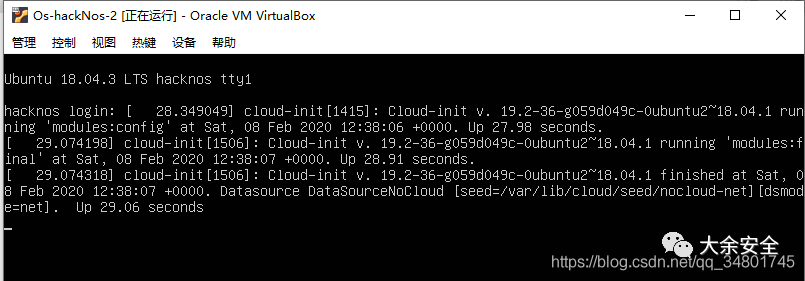 Os-hackNos-2 [正在运行] - Oracle VM VirtualBox
管理 控制 视图 热键 设备 帮助
Ubuntu 18.04.3 LTS hacknos tty1
hacknos login: [   28.349049] cloud-init[1415]: Cloud-init v. 19.2-36-g059d049c-0ubuntu2~18.04.1 run
ning 'modules:config' at Sat, 08 Feb 2020 12:38:06 +0000. Up 27.98 seconds.
[   29.074198] cloud-init[1506]: Cloud-init v. 19.2-36-g059d049c-0ubuntu2~18.04.1 running 'modules:f
inal' at Sat, 08 Feb 2020 12:38:07 +0000. Up 28.91 seconds.
[   29.074318] cloud-init[1506]: Cloud-init v. 19.2-36-g059d049c-0ubuntu2~18.04.1 finished at Sat, 0
8 Feb 2020 12:38:07 +0000. Datasource DataSourceNoCloud [seed=/var/lib/cloud/seed/nocloud-net][dsmod
e=net].  Up 29.06 seconds
大余安全
https://blog.csdn.net/qq_34801745